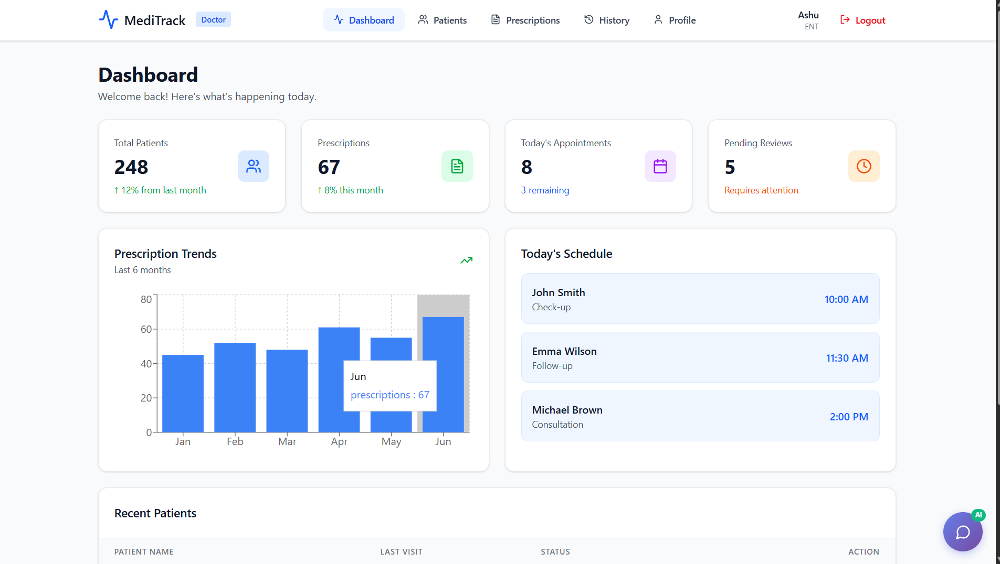 MediTrack
Doctor
Dashboard
Patients
Prescriptions
History
Profile
Ashu
ENT
Logout
Dashboard
Welcome back! Here's what's happening today.
Total Patients
248
↑ 12% from last month
Prescriptions
67
↑ 8% this month
Today's Appointments
8
3 remaining
Pending Reviews
5
Requires attention
Prescription Trends
Last 6 months
80
60
40
20
0
Jan
Feb
Mar
Apr
May
Jun
Jun
prescriptions : 67
Today's Schedule
John Smith
Check-up
10:00 AM
Emma Wilson
Follow-up
11:30 AM
Michael Brown
Consultation
2:00 PM
Recent Patients
PATIENT NAME
LAST VISIT
STATUS
ACTION
AI